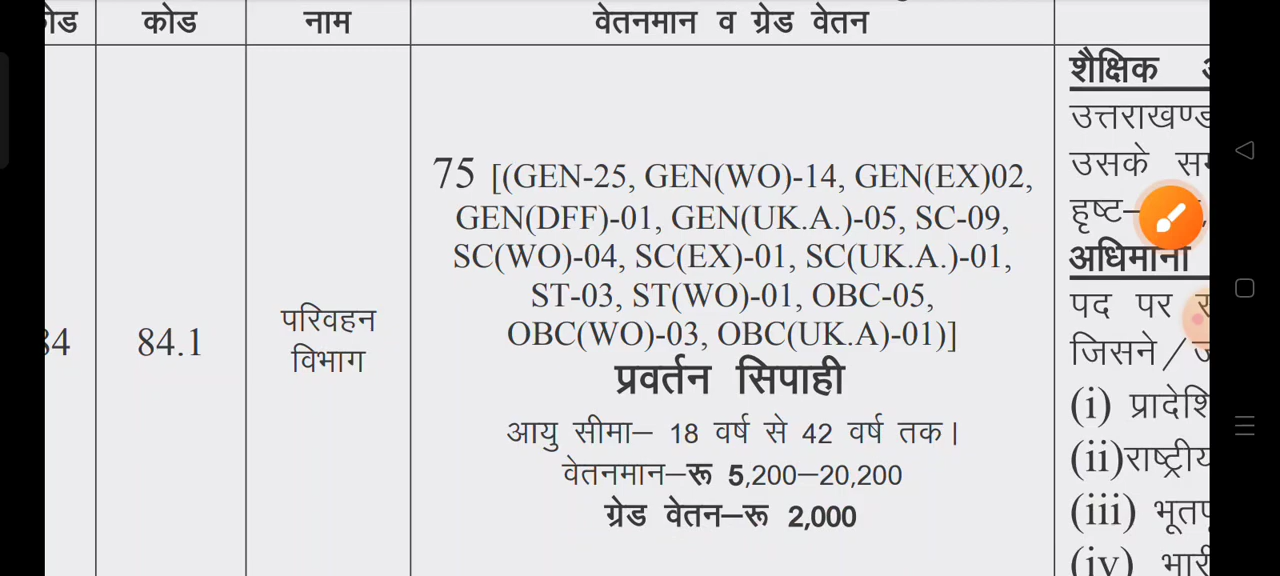 कोड नाम वेतनमान व ग्रेड वेतन
84.1
परिवहन
विभाग
75 [(GEN-25, GEN(WO)-14, GEN(EX)02,
GEN(DFF)-01, GEN(UK.A.)-05, SC-09,
SC(WO)-04, SC(EX)-01, SC(UK.A.)-01,
ST-03, ST(WO)-01, OBC-05,
OBC(WO)-03, OBC(UK.A)-01)]
प्रवर्तन सिपाही
आयु सीमा– 18 वर्ष से 42 वर्ष तक।
वेतनमान–रू 5,200–20,200
ग्रेड वेतन–रू 2,000
शैक्षिक
उत्तराखण्ड
उसके
हृष्ट–
पद पर
जिसने /
(i)
(ii)राष्ट्रीय
(iii)
(iv)